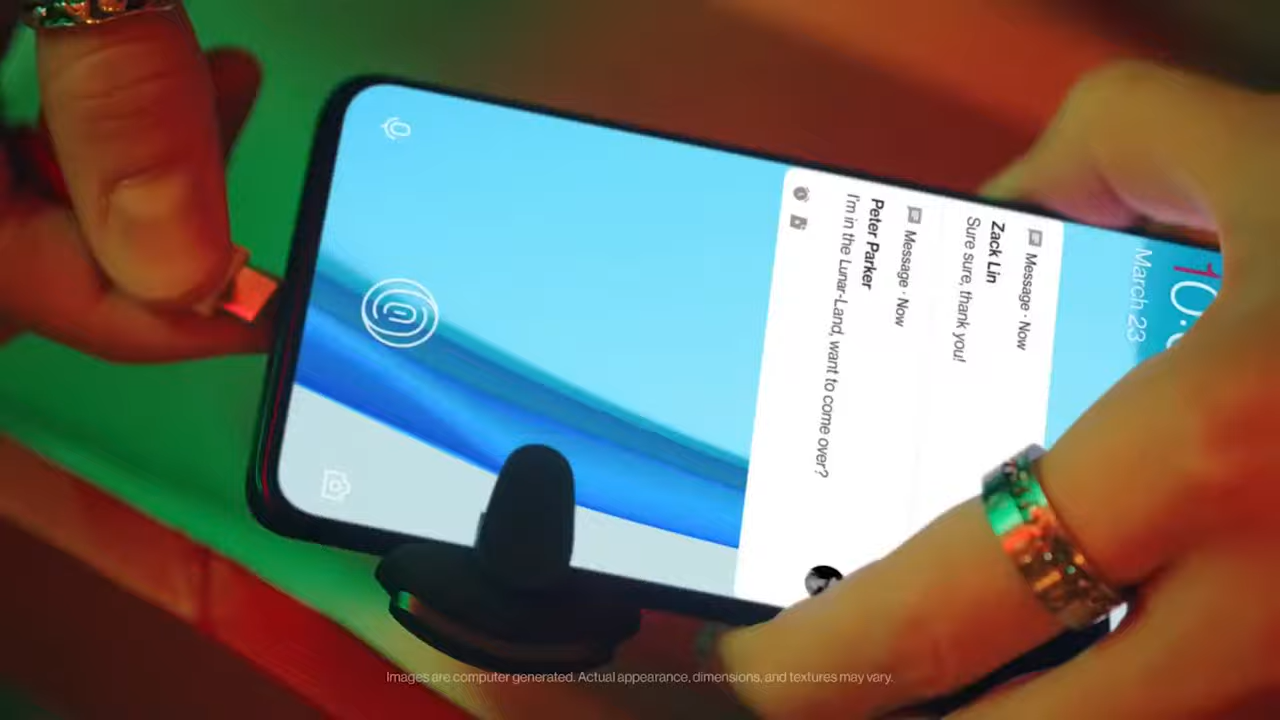 March 23
Message · Now
Zack Lin
Sure sure, thank you!
Message · Now
Peter Parker
I'm in the Lunar-Land, want to come over?
Images are computer generated. Actual appearance, dimensions, and textures may vary.